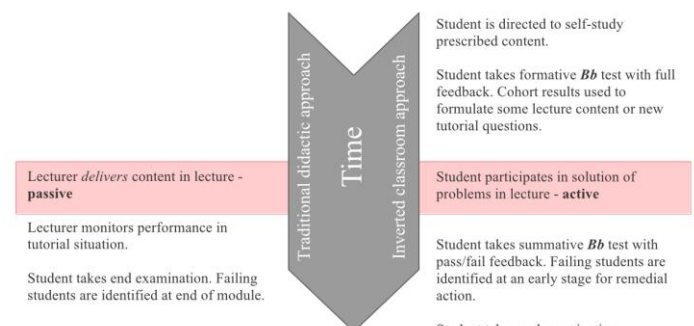 Student is directed to self-study
prescribed content.
Student takes formative Bb test with full
feedback. Cohort results used to
formulate some lecture content or new
tutorial questions.
Traditional didactic approach
Time
Inverted classroom approach
Lecturer delivers content in lecture -
passive
Student participates in solution of
problems in lecture - active
Lecturer monitors performance in
tutorial situation.
Student takes end examination. Failing
students are identified at end of module.
Student takes summative Bb test with
pass/fail feedback. Failing students are
identified at an early stage for remedial
action.